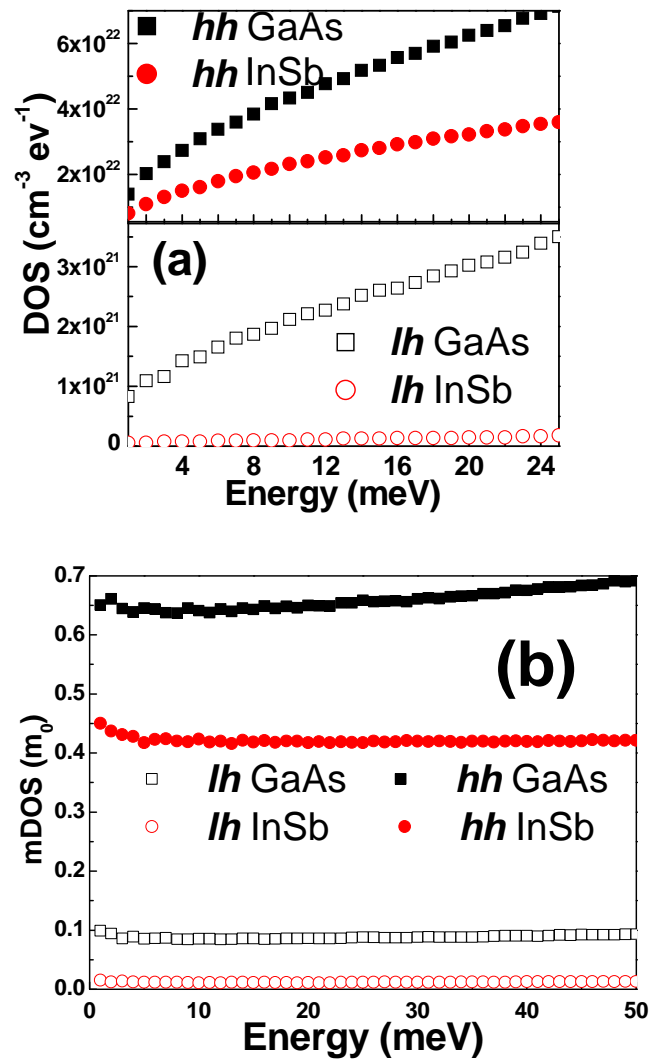 6x10²²
4x10²²
2x10²²
hh GaAs
hh InSb
DOS (cm⁻³ ev⁻¹)
(a)
3x10²¹
2x10²¹
1x10²¹
0
lh GaAs
lh InSb
4 8 12 16 20 24
Energy (meV)
0.7
0.6
0.5
0.4
0.3
0.2
0.1
0.0
(b)
mDOS (m₀)
lh GaAs hh GaAs
lh InSb hh InSb
0 10 20 30 40 50
Energy (meV)